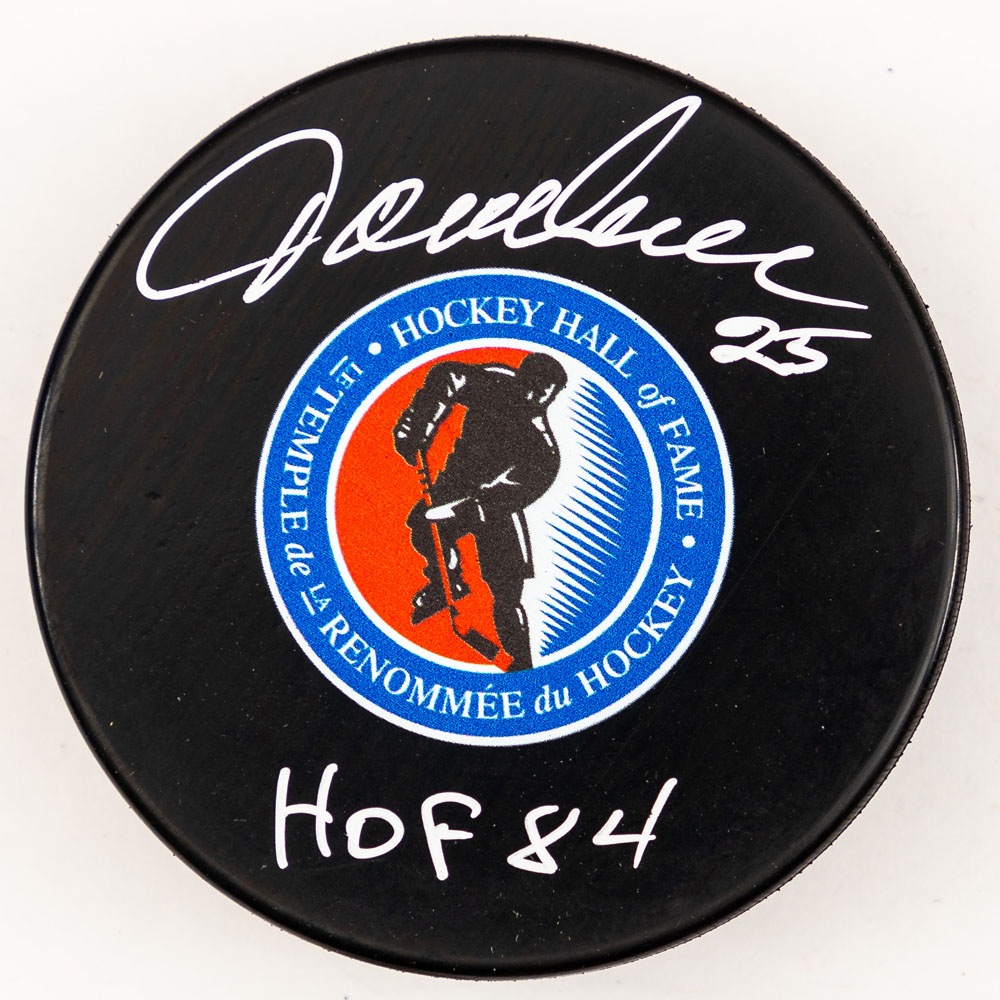 25
HOCKEY HALL of FAME
LE TEMPLE de LA RENOMMÉE du HOCKEY
HOF 84